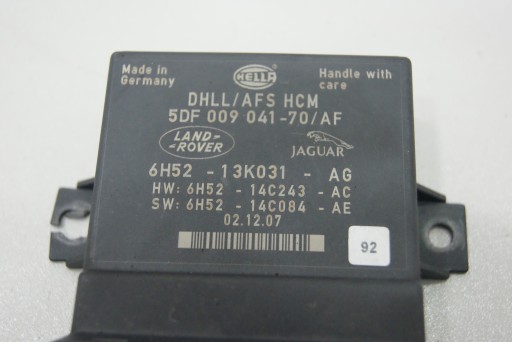 Made in
Germany
HELLA
Handle with
care
DHLL/AFS HCM
5DF 009 041-70/AF
LAND-
-ROVER
JAGUAR
6H52 - 13K031 - AG
HW: 6H52 - 14C243 - AC
SW: 6H52 - 14C084 - AE
02.12.07
92